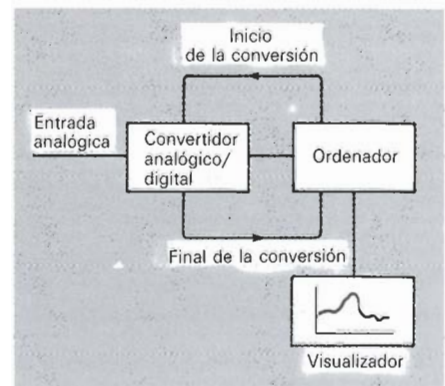 Inicio
de la conversión
Entrada
analógica
Convertidor
analógico/
digital
Ordenador
Final de la conversión
Visualizador